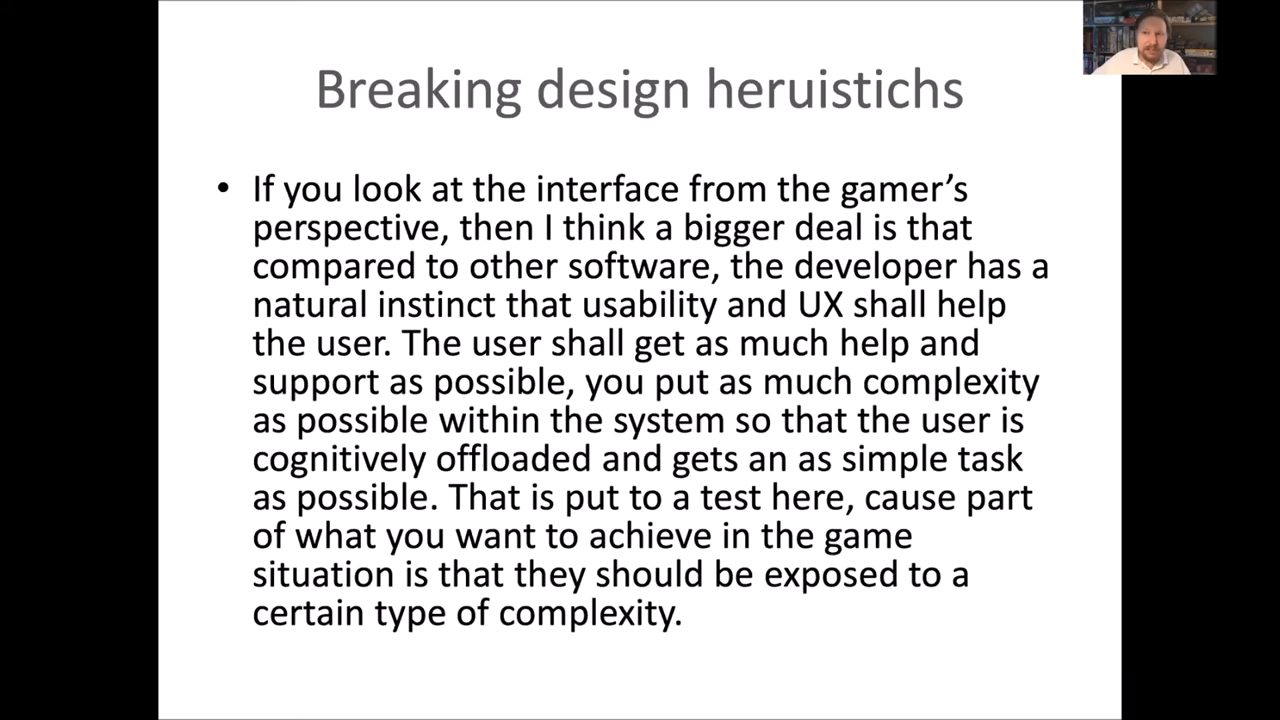 Breaking design heruistichs
• If you look at the interface from the gamer’s
perspective, then I think a bigger deal is that
compared to other software, the developer has a
natural instinct that usability and UX shall help
the user. The user shall get as much help and
support as possible, you put as much complexity
as possible within the system so that the user is
cognitively offloaded and gets an as simple task
as possible. That is put to a test here, cause part
of what you want to achieve in the game
situation is that they should be exposed to a
certain type of complexity.